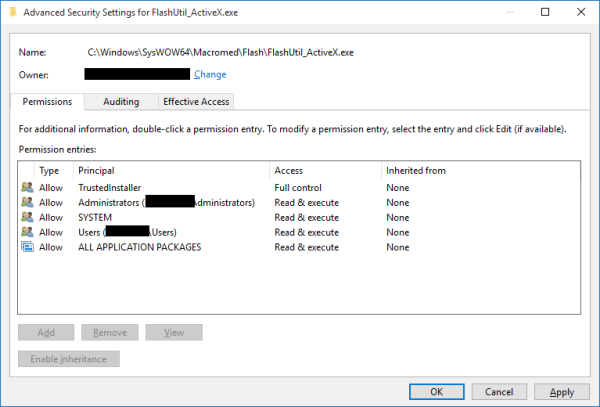 Advanced Security Settings for FlashUtil_ActiveX.exe
Name: C:\Windows\SysWOW64\Macromed\Flash\FlashUtil_ActiveX.exe
Owner: Change
Permissions Auditing Effective Access
For additional information, double-click a permission entry. To modify a permission entry, select the entry and click Edit (if available).
Permission entries:
Type Principal Access Inherited from
Allow TrustedInstaller Full control None
Allow Administrators ( \dministrators) Read & execute None
Allow SYSTEM Read & execute None
Allow Users ( \Users) Read & execute None
Allow ALL APPLICATION PACKAGES Read & execute None
Add Remove View
Enable inheritance
OK Cancel Apply